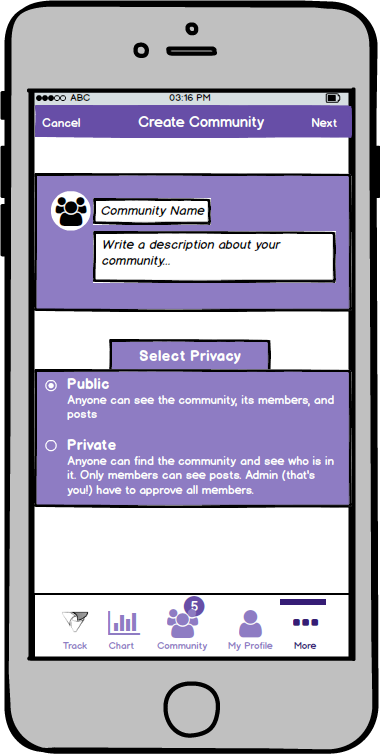 ABC 03:16 PM
Cancel Create Community Next
Community Name
Write a description about your
community...
Select Privacy
Public
Anyone can see the community, its members, and
posts
Private
Anyone can find the community and see who is in
it. Only members can see posts. Admin (that's
you!) have to approve all members.
5
Track Chart Community My Profile More